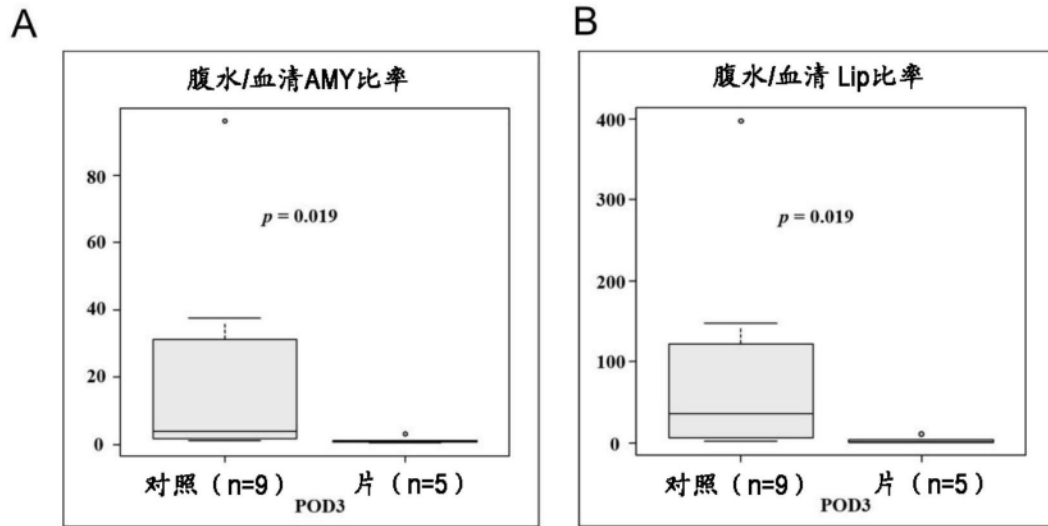 A
腹水/血清AMY比率
80
60
40
20
0
p = 0.019
对照（n=9）
片（n=5）
POD3
B
腹水/血清 Lip比率
400
300
200
100
0
p = 0.019
对照（n=9）
片（n=5）
POD3